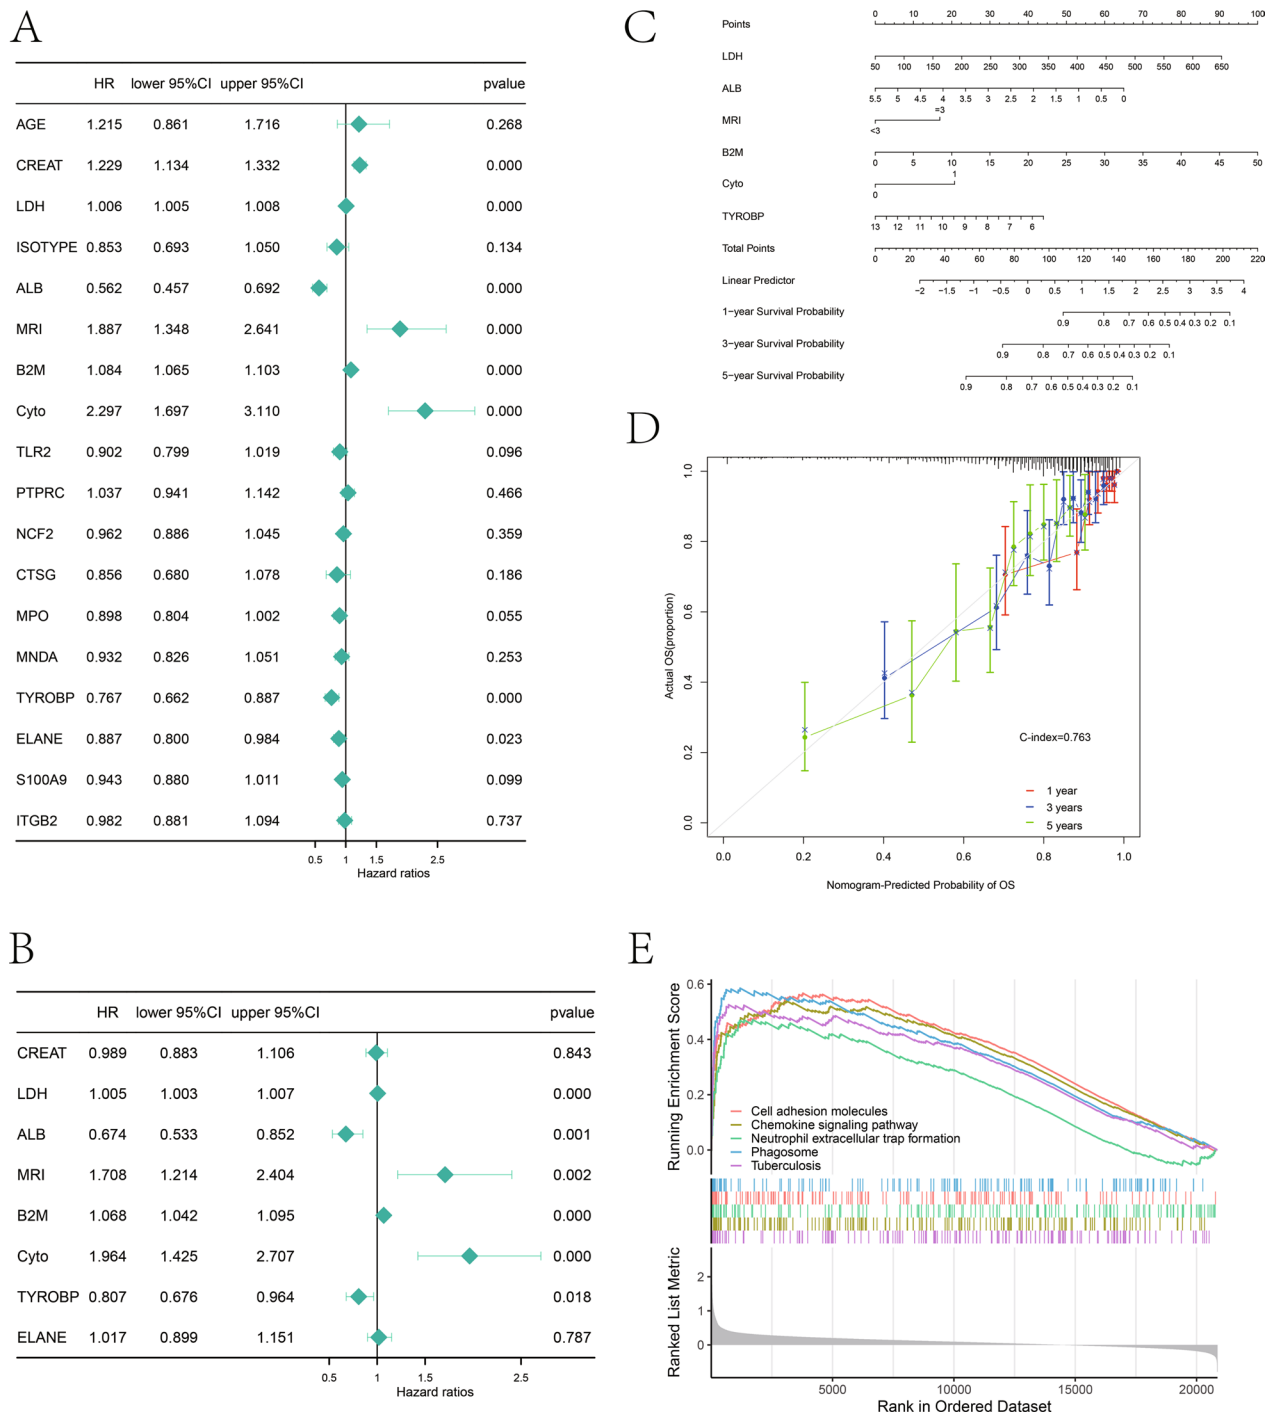 A
HR lower 95%CI upper 95%CI pvalue
AGE 1.215 0.861 1.716 0.268
CREAT 1.229 1.134 1.332 0.000
LDH 1.006 1.005 1.008 0.000
ISOTYPE 0.853 0.693 1.050 0.134
ALB 0.562 0.457 0.692 0.000
MRI 1.887 1.348 2.641 0.000
B2M 1.084 1.065 1.103 0.000
Cyto 2.297 1.697 3.110 0.000
TLR2 0.902 0.799 1.019 0.096
PTPRC 1.037 0.941 1.142 0.466
NCF2 0.962 0.886 1.045 0.359
CTSG 0.856 0.680 1.078 0.186
MPO 0.898 0.804 1.002 0.055
MNDA 0.932 0.826 1.051 0.253
TYROBP 0.767 0.662 0.887 0.000
ELANE 0.887 0.800 0.984 0.023
S100A9 0.943 0.880 1.011 0.099
ITGB2 0.982 0.881 1.094 0.737
0.5 1 1.5 2.5
Hazard ratios
B
HR lower 95%CI upper 95%CI pvalue
CREAT 0.989 0.883 1.106 0.843
LDH 1.005 1.003 1.007 0.000
ALB 0.674 0.533 0.852 0.001
MRI 1.708 1.214 2.404 0.002
B2M 1.068 1.042 1.095 0.000
Cyto 1.964 1.425 2.707 0.000
TYROBP 0.807 0.676 0.964 0.018
ELANE 1.017 0.899 1.151 0.787
0.5 1 1.5 2.5
Hazard ratios
C
Points 0 10 20 30 40 50 60 70 80 90 100
LDH
50 100 150 200 250 300 350 400 450 500 550 600 650
ALB
5.5 5 4.5 4 3.5 3 2.5 2 1.5 1 0.5 0
=3
MRI
<3
B2M
0 5 10 15 20 25 30 35 40 45 50
1
Cyto
0
TYROBP
13 12 11 10 9 8 7 6
Total Points
0 20 40 60 80 100 120 140 160 180 200 220
Linear Predictor
−2 −1.5 −1 −0.5 0 0.5 1 1.5 2 2.5 3 3.5 4
1−year Survival Probability
0.9 0.8 0.7 0.6 0.5 0.4 0.3 0.2 0.1
3−year Survival Probability
0.9 0.8 0.7 0.6 0.5 0.4 0.3 0.2 0.1
5−year Survival Probability
0.9 0.8 0.7 0.6 0.5 0.4 0.3 0.2 0.1
D
Actual OS(proportion)
1.0
0.8
0.6
0.4
0.2
0.0
C-index=0.763
1 year
3 years
5 years
0.0 0.2 0.4 0.6 0.8 1.0
Nomogram-Predicted Probability of OS
E
Running Enrichment Score
0.6
0.4
0.2
0.0
Cell adhesion molecules
Chemokine signaling pathway
Neutrophil extracellular trap formation
Phagosome
Tuberculosis
Ranked List Metric
2
1
0
5000 10000 15000 20000
Rank in Ordered Dataset